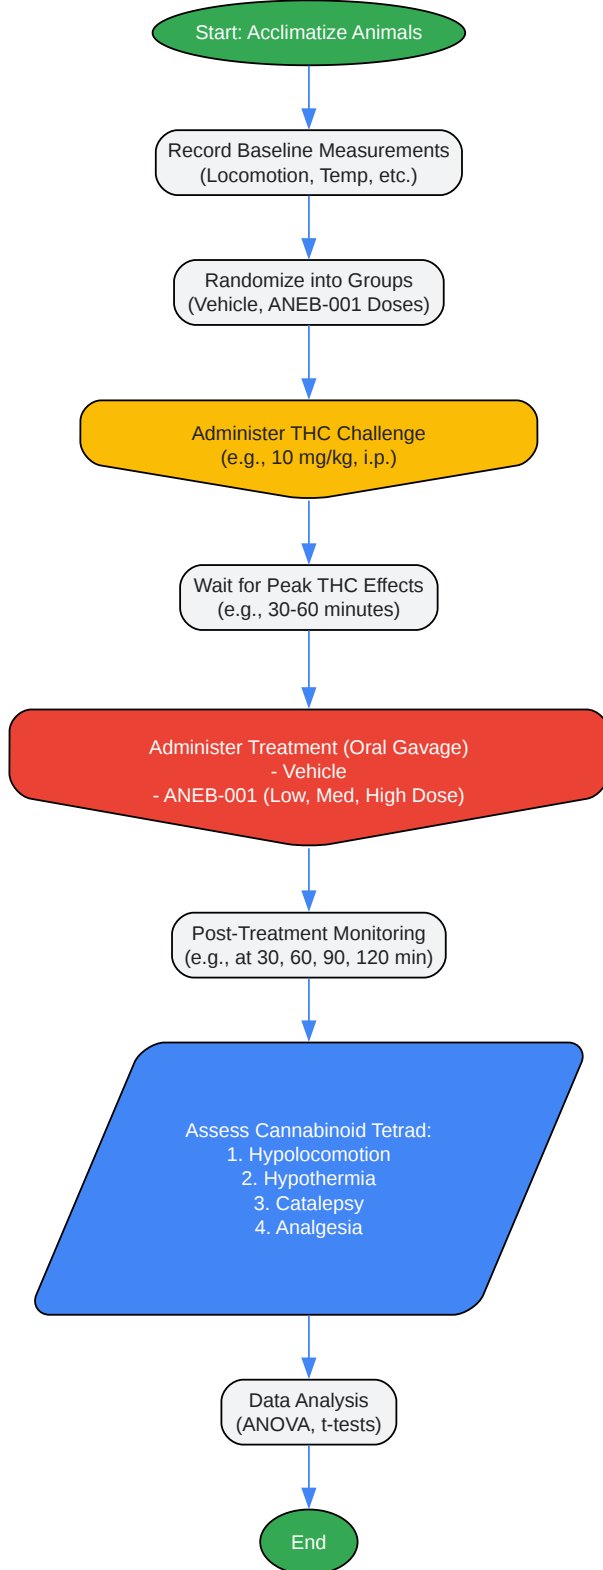 Start: Acclimatize Animals
Record Baseline Measurements
(Locomotion, Temp, etc.)
Randomize into Groups
(Vehicle, ANEB-001 Doses)
Administer THC Challenge
(e.g., 10 mg/kg, i.p.)
Wait for Peak THC Effects
(e.g., 30-60 minutes)
Administer Treatment (Oral Gavage)
- Vehicle
- ANEB-001 (Low, Med, High Dose)
Post-Treatment Monitoring
(e.g., at 30, 60, 90, 120 min)
Assess Cannabinoid Tetrad:
1. Hypolocomotion
2. Hypothermia
3. Catalepsy
4. Analgesia
Data Analysis
(ANOVA, t-tests)
End